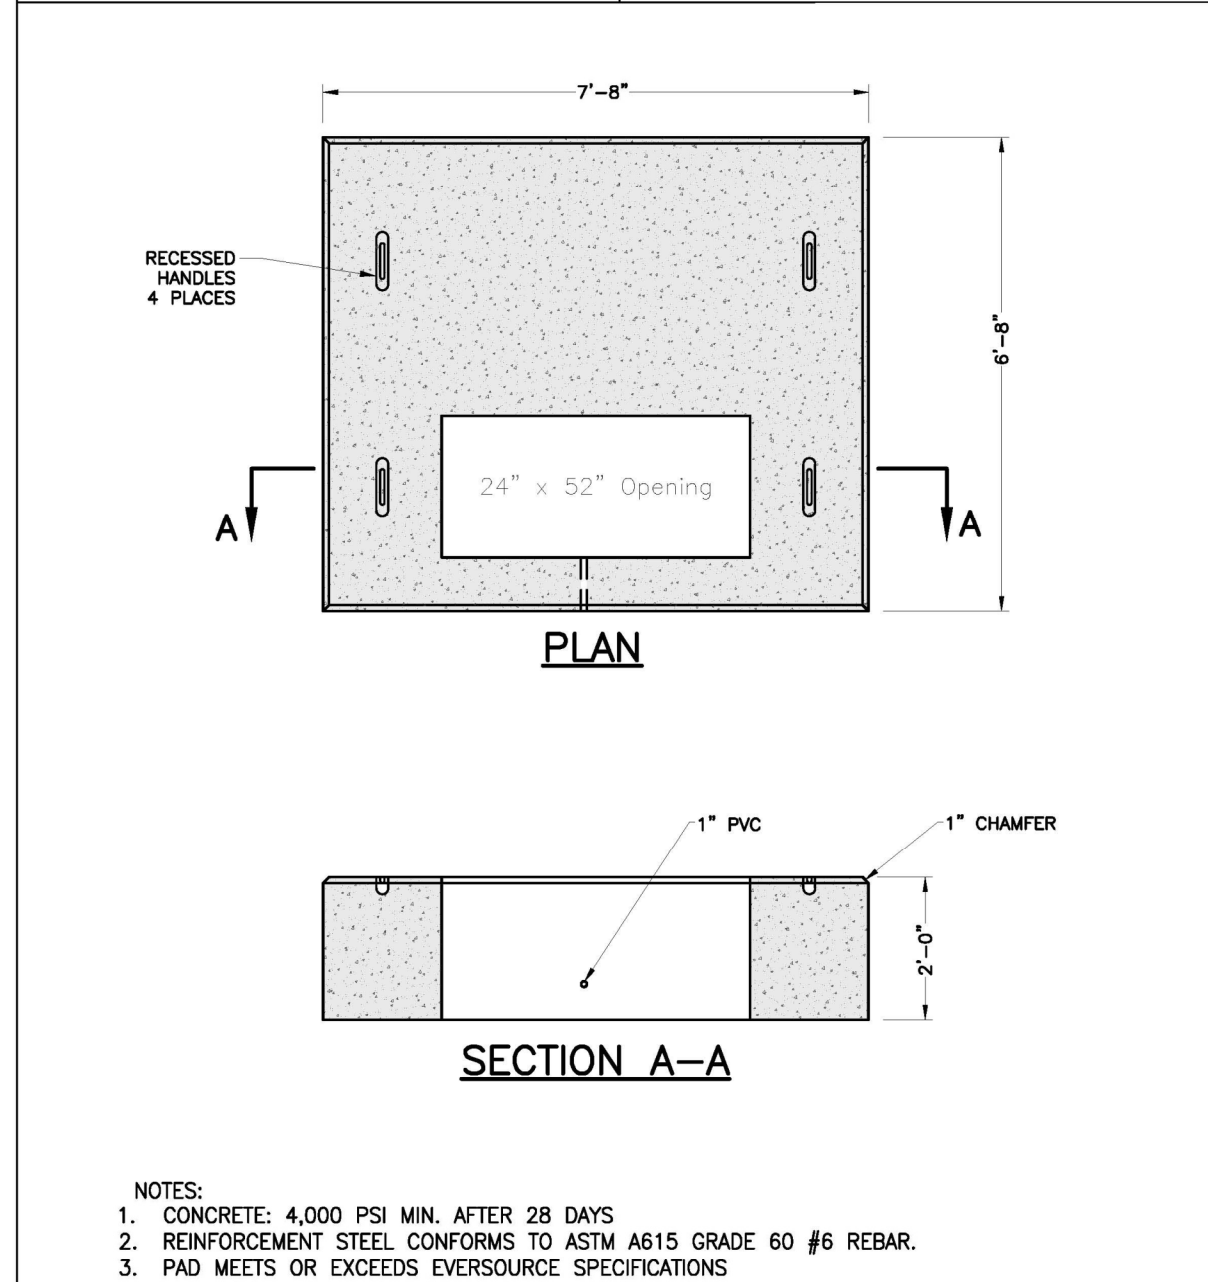 7'-8"
RECESSED
HANDLES
4 PLACES
6'-8"
24" x 52" Opening
A
A
PLAN
1" PVC
1" CHAMFER
2'-0"
SECTION A-A
NOTES:
1. CONCRETE: 4,000 PSI MIN. AFTER 28 DAYS
2. REINFORCEMENT STEEL CONFORMS TO ASTM A615 GRADE 60 #6 REBAR.
3. PAD MEETS OR EXCEEDS EVERSOURCE SPECIFICATIONS